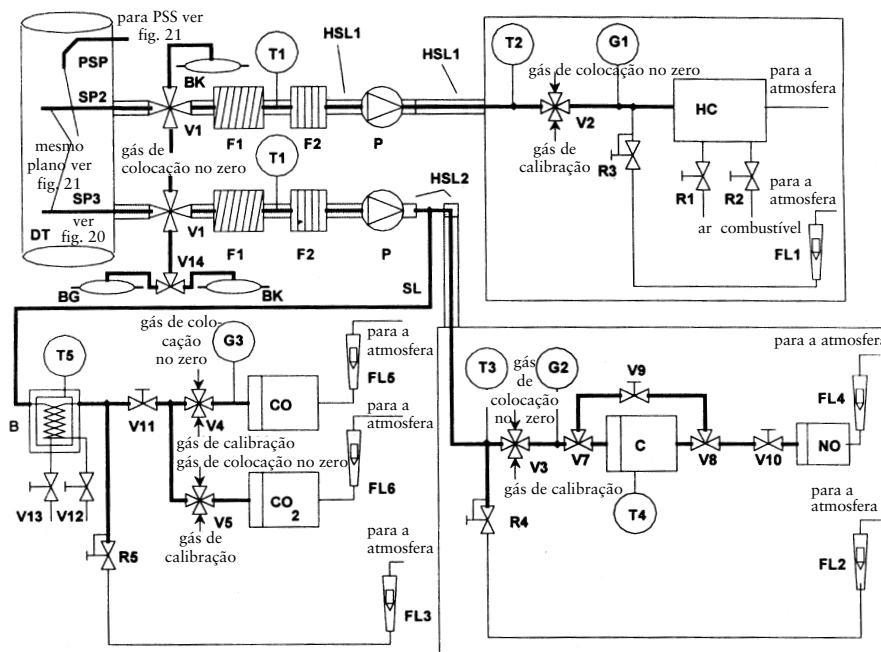 para PSS ver
fig. 21
PSP
SP2
BK
V1
T1
F1
F2
HSL1
P
HSL1
mesmo
plano ver
fig. 21
gás de
colocação no zero
SP3
ver
fig. 20
DT
V1
T1
F1
F2
P
HSL2
V14
BG
BK
SL
T2
gás de colocação no zero
G1
V2
gás de
calibração
HC
para a
atmosfera
R3
R1
R2
ar
combustível
para a
atmosfera
FL1
T5
B
V13
V12
V11
gás de colo-
cação
no zero
G3
V4
CO
gás de calibração
gás de colocação no zero
V5
CO2
gás de
calibração
para a
atmosfera
FL5
para a
atmosfera
FL6
R5
para a
atmosfera
FL3
T3
gás
de
colocação
no
zero
G2
V3
gás de calibração
V7
V9
C
T4
V8
V10
NO
para a atmosfera
FL4
R4
para a
atmosfera
FL2